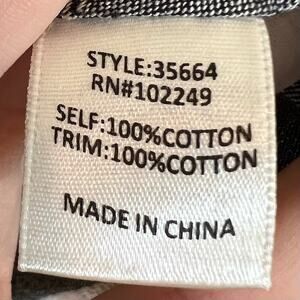 STYLE:35664
RN#102249
SELF:100%COTTON
TRIM:100%COTTON
MADE IN CHINA